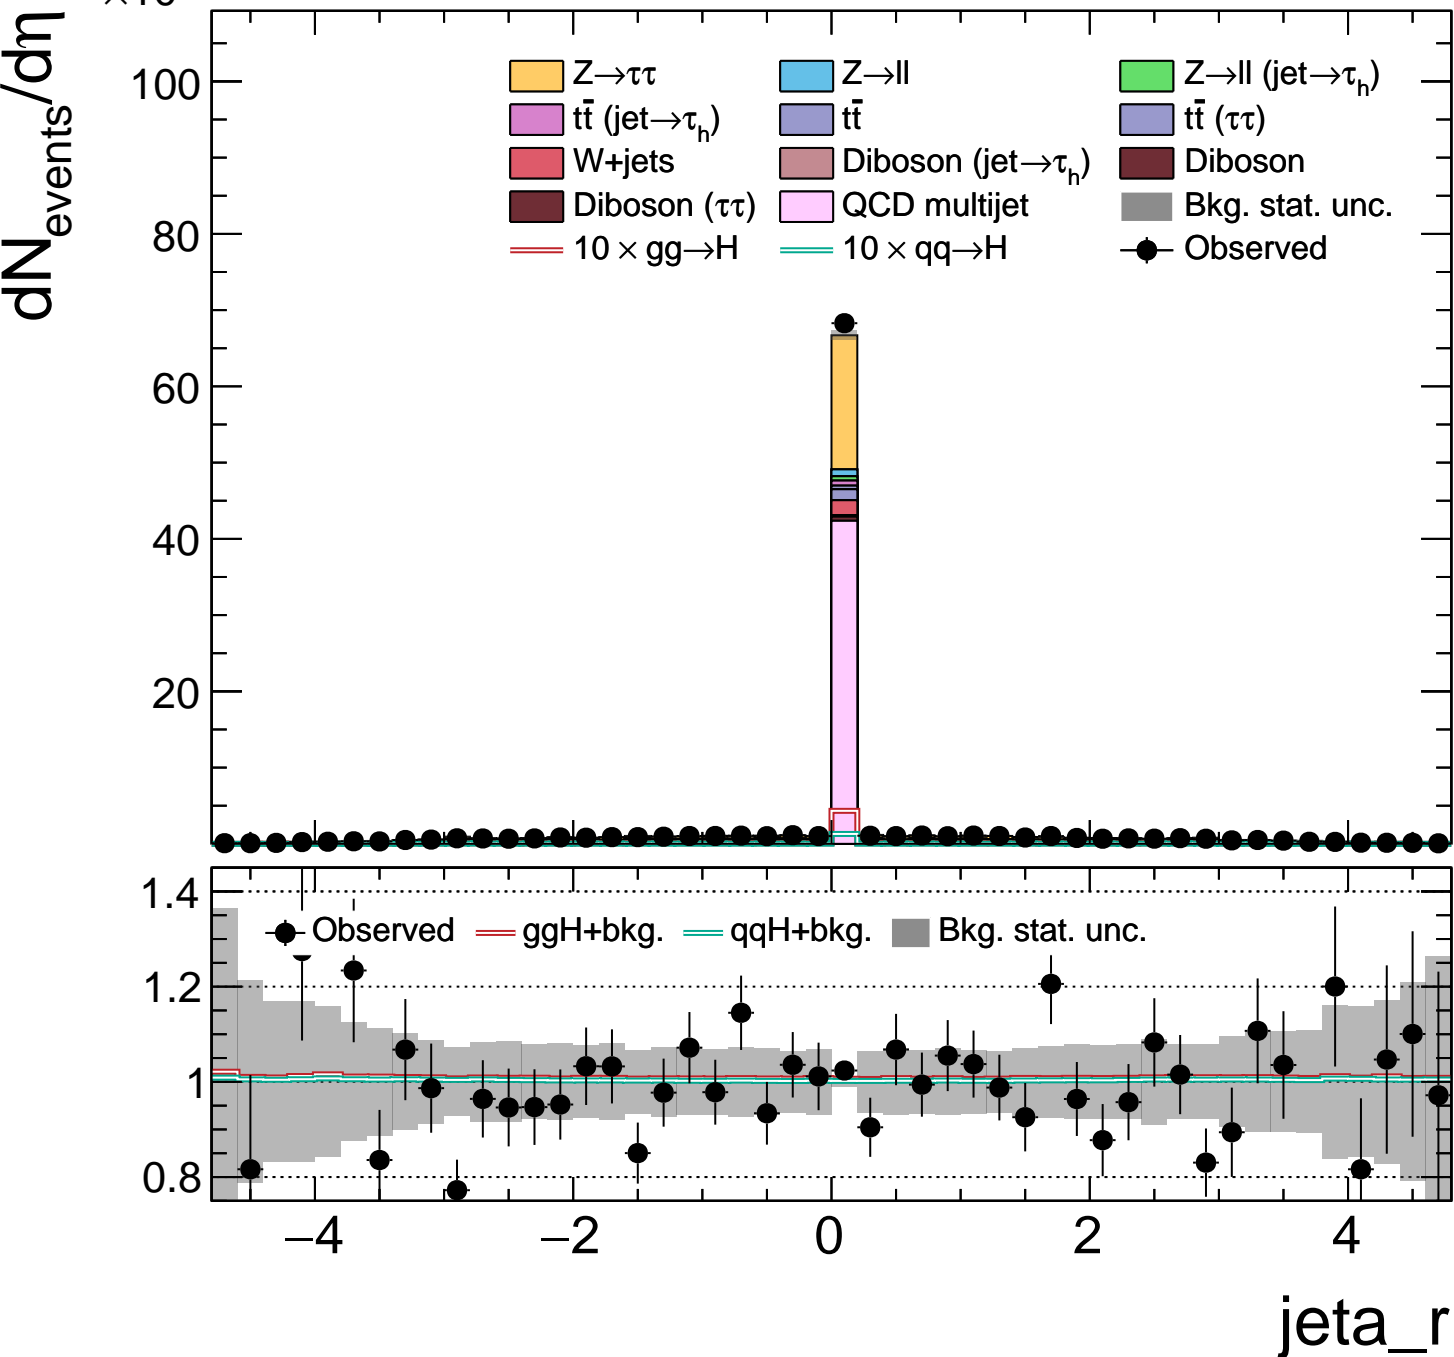 ×10
dN_events/dη
100
80
60
40
20
Z→ττ Z→ll Z→ll (jet→τ_h)
tt̄ (jet→τ_h) tt̄ tt̄ (ττ)
W+jets Diboson (jet→τ_h) Diboson
Diboson (ττ) QCD multijet Bkg. stat. unc.
10 × gg→H 10 × qq→H Observed
1.4
1.2
1
0.8
Observed ggH+bkg. qqH+bkg. Bkg. stat. unc.
−4 −2 0 2 4
jeta_r